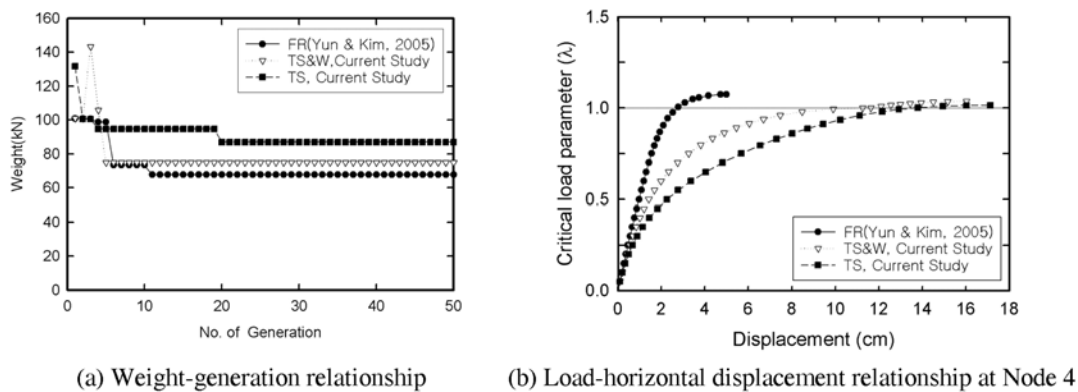 160
140
120
100
80
60
40
20
0
Weight(kN)
FR(Yun & Kim, 2005)
TS&W,Current Study
TS, Current Study
0 10 20 30 40 50
No. of Generation
(a) Weight-generation relationship
1.5
1.0
0.5
0.0
Critical load parameter (λ)
FR(Yun & Kim, 2005)
TS&W, Current Study
TS, Current Study
0 2 4 6 8 10 12 14 16 18
Displacement (cm)
(b) Load-horizontal displacement relationship at Node 4